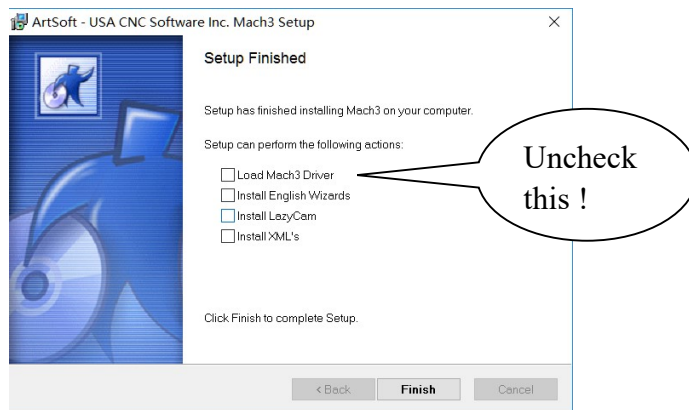 ArtSoft - USA CNC Software Inc. Mach3 Setup
Setup Finished
Setup has finished installing Mach3 on your computer.
Setup can perform the following actions:
Load Mach3 Driver
Install English Wizards
Install LazyCam
Install XML's
Uncheck
this !
Click Finish to complete Setup.
< Back
Finish
Cancel